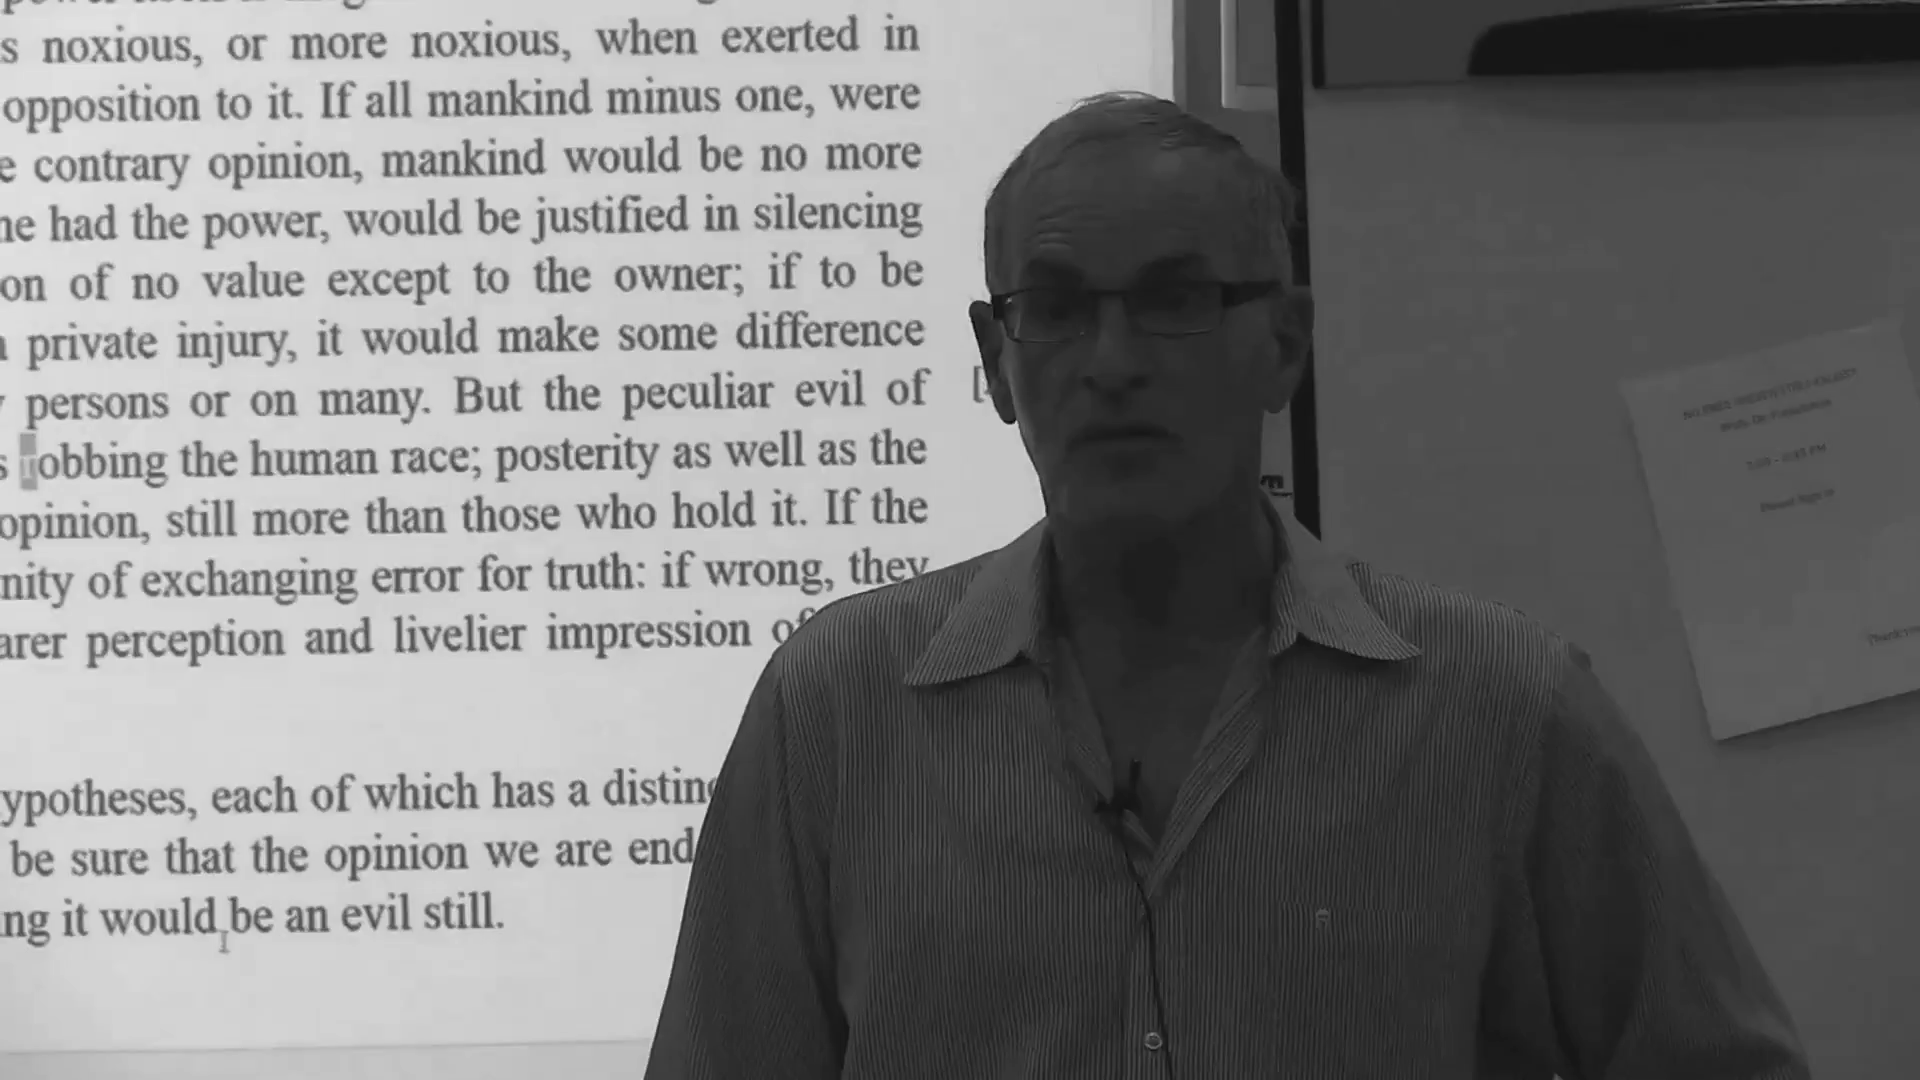 s noxious, or more noxious, when exerted in
opposition to it. If all mankind minus one, were
e contrary opinion, mankind would be no more
ne had the power, would be justified in silencing
on of no value except to the owner; if to be
private injury, it would make some difference
persons or on many. But the peculiar evil of
s robbing the human race; posterity as well as the
opinion, still more than those who hold it. If the
nity of exchanging error for truth: if wrong, they
arer perception and livelier impression of
ypotheses, each of which has a distinc
be sure that the opinion we are end
ng it would be an evil still.